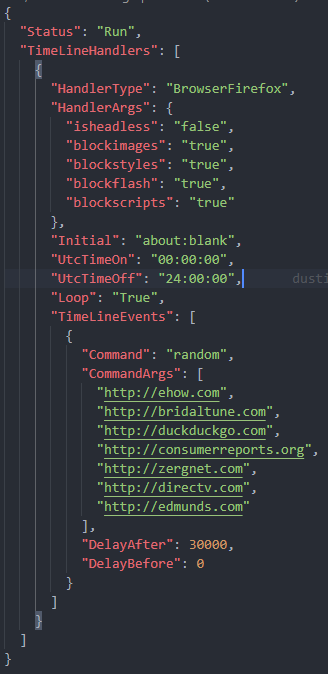 {
"Status": "Run",
"TimeLineHandlers": [
{
"HandlerType": "BrowserFirefox",
"HandlerArgs": {
"isheadless": "false",
"blockimages": "true",
"blockstyles": "true",
"blockflash": "true",
"blockscripts": "true"
},
"Initial": "about:blank",
"UtcTimeOn": "00:00:00",
"UtcTimeOff": "24:00:00", dusti
"Loop": "True",
"TimeLineEvents": [
{
"Command": "random",
"CommandArgs": [
"http://ehow.com",
"http://bridaltune.com",
"http://duckduckgo.com",
"http://consumerreports.org",
"http://zergnet.com",
"http://directv.com",
"http://edmunds.com"
],
"DelayAfter": 30000,
"DelayBefore": 0
}
]
}
]
}